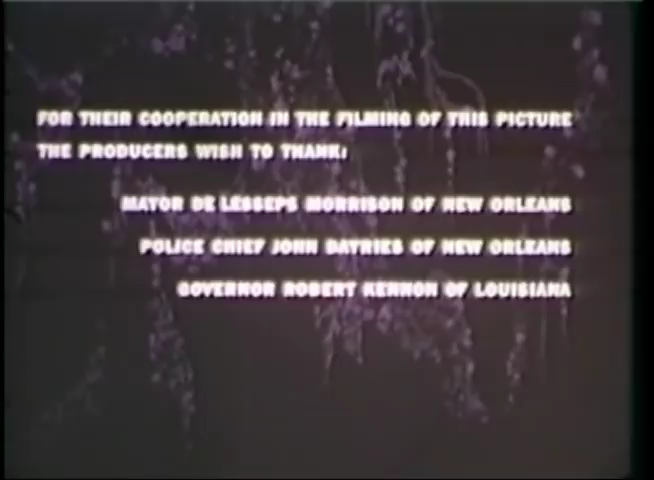 FOR THEIR COOPERATION IN THE FILMING OF THIS PICTURE
THE PRODUCERS WISH TO THANK:
MAYOR DE LESSEPS MORRISON OF NEW ORLEANS
POLICE CHIEF JOHN DAYRIES OF NEW ORLEANS
GOVERNOR ROBERT KENNON OF LOUISIANA